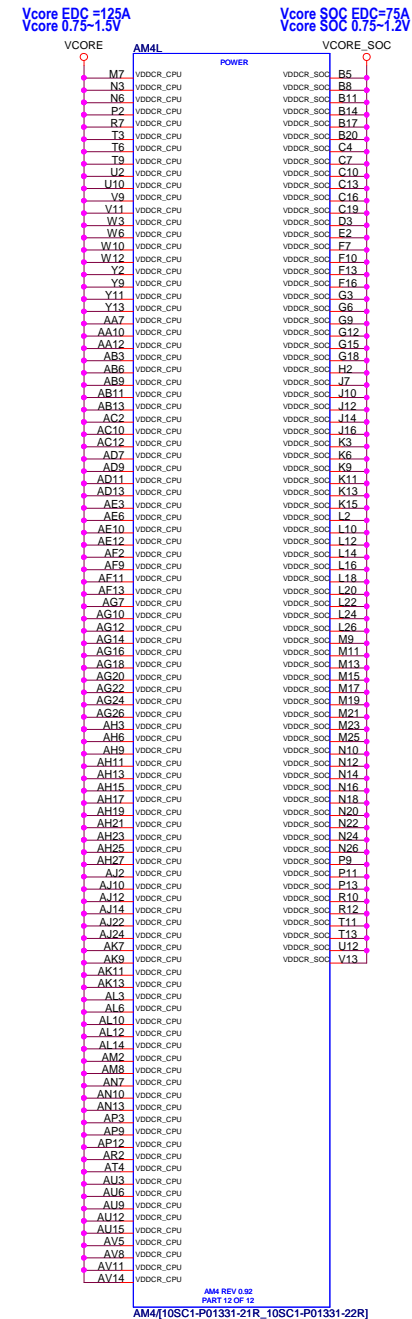 Vcore EDC =125A Vcore SOC EDC=75A
Vcore 0.75~1.5V Vcore SOC 0.75~1.2V
VCORE AM4L VCORE_SOC
POWER
M7 VDDCR_CPU VDDCR_SOC B5
N3 VDDCR_CPU VDDCR_SOC B8
N6 VDDCR_CPU VDDCR_SOC B11
P2 VDDCR_CPU VDDCR_SOC B14
R7 VDDCR_CPU VDDCR_SOC B17
T3 VDDCR_CPU VDDCR_SOC B20
T6 VDDCR_CPU VDDCR_SOC C4
T9 VDDCR_CPU VDDCR_SOC C7
U2 VDDCR_CPU VDDCR_SOC C10
U10 VDDCR_CPU VDDCR_SOC C13
V9 VDDCR_CPU VDDCR_SOC C16
V11 VDDCR_CPU VDDCR_SOC C19
W3 VDDCR_CPU VDDCR_SOC D3
W6 VDDCR_CPU VDDCR_SOC E2
W10 VDDCR_CPU VDDCR_SOC F7
W12 VDDCR_CPU VDDCR_SOC F10
Y2 VDDCR_CPU VDDCR_SOC F13
Y9 VDDCR_CPU VDDCR_SOC F16
Y11 VDDCR_CPU VDDCR_SOC G3
Y13 VDDCR_CPU VDDCR_SOC G6
AA7 VDDCR_CPU VDDCR_SOC G9
AA10 VDDCR_CPU VDDCR_SOC G12
AA12 VDDCR_CPU VDDCR_SOC G15
AB3 VDDCR_CPU VDDCR_SOC G18
AB6 VDDCR_CPU VDDCR_SOC H2
AB9 VDDCR_CPU VDDCR_SOC J7
AB11 VDDCR_CPU VDDCR_SOC J10
AB13 VDDCR_CPU VDDCR_SOC J12
AC2 VDDCR_CPU VDDCR_SOC J14
AC10 VDDCR_CPU VDDCR_SOC J16
AC12 VDDCR_CPU VDDCR_SOC K3
AD7 VDDCR_CPU VDDCR_SOC K6
AD9 VDDCR_CPU VDDCR_SOC K9
AD11 VDDCR_CPU VDDCR_SOC K11
AD13 VDDCR_CPU VDDCR_SOC K13
AE3 VDDCR_CPU VDDCR_SOC K15
AE6 VDDCR_CPU VDDCR_SOC L2
AE10 VDDCR_CPU VDDCR_SOC L10
AE12 VDDCR_CPU VDDCR_SOC L12
AF2 VDDCR_CPU VDDCR_SOC L14
AF9 VDDCR_CPU VDDCR_SOC L16
AF11 VDDCR_CPU VDDCR_SOC L18
AF13 VDDCR_CPU VDDCR_SOC L20
AG7 VDDCR_CPU VDDCR_SOC L22
AG10 VDDCR_CPU VDDCR_SOC L24
AG12 VDDCR_CPU VDDCR_SOC L26
AG14 VDDCR_CPU VDDCR_SOC M9
AG16 VDDCR_CPU VDDCR_SOC M11
AG18 VDDCR_CPU VDDCR_SOC M13
AG20 VDDCR_CPU VDDCR_SOC M15
AG22 VDDCR_CPU VDDCR_SOC M17
AG24 VDDCR_CPU VDDCR_SOC M19
AG26 VDDCR_CPU VDDCR_SOC M21
AH3 VDDCR_CPU VDDCR_SOC M23
AH6 VDDCR_CPU VDDCR_SOC M25
AH9 VDDCR_CPU VDDCR_SOC N10
AH11 VDDCR_CPU VDDCR_SOC N12
AH13 VDDCR_CPU VDDCR_SOC N14
AH15 VDDCR_CPU VDDCR_SOC N16
AH17 VDDCR_CPU VDDCR_SOC N18
AH19 VDDCR_CPU VDDCR_SOC N20
AH21 VDDCR_CPU VDDCR_SOC N22
AH23 VDDCR_CPU VDDCR_SOC N24
AH25 VDDCR_CPU VDDCR_SOC N26
AH27 VDDCR_CPU VDDCR_SOC P9
AJ2 VDDCR_CPU VDDCR_SOC P11
AJ10 VDDCR_CPU VDDCR_SOC P13
AJ12 VDDCR_CPU VDDCR_SOC R10
AJ14 VDDCR_CPU VDDCR_SOC R12
AJ22 VDDCR_CPU VDDCR_SOC T11
AJ24 VDDCR_CPU VDDCR_SOC T13
AK7 VDDCR_CPU VDDCR_SOC U12
AK9 VDDCR_CPU VDDCR_SOC V13
AK11 VDDCR_CPU
AK13 VDDCR_CPU
AL3 VDDCR_CPU
AL6 VDDCR_CPU
AL10 VDDCR_CPU
AL12 VDDCR_CPU
AL14 VDDCR_CPU
AM2 VDDCR_CPU
AM8 VDDCR_CPU
AN7 VDDCR_CPU
AN10 VDDCR_CPU
AN13 VDDCR_CPU
AP3 VDDCR_CPU
AP9 VDDCR_CPU
AP12 VDDCR_CPU
AR2 VDDCR_CPU
AT4 VDDCR_CPU
AU3 VDDCR_CPU
AU6 VDDCR_CPU
AU9 VDDCR_CPU
AU12 VDDCR_CPU
AU15 VDDCR_CPU
AV5 VDDCR_CPU
AV8 VDDCR_CPU
AV11 VDDCR_CPU
AV14 VDDCR_CPU
AM4 REV 0.92
PART 12 OF 12
AM4/[10SC1-P01331-21R_10SC1-P01331-22R]